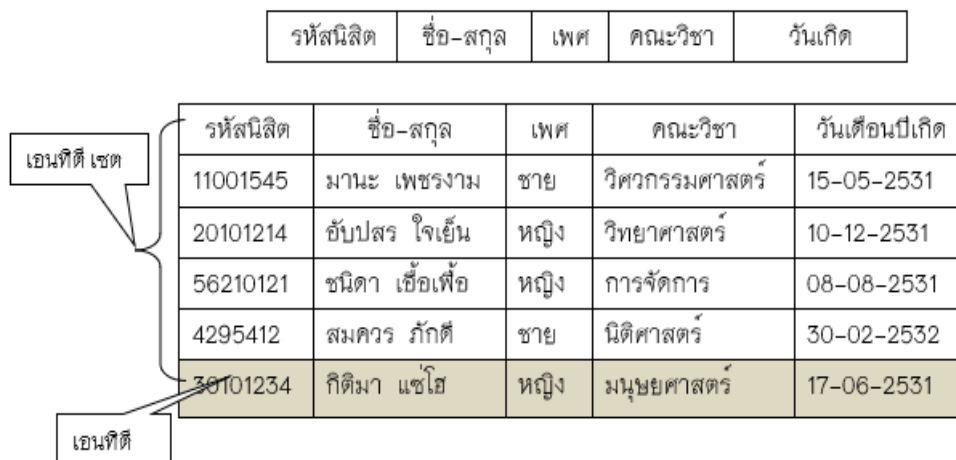 รหัสนิสิต ชื่อ-สกุล เพศ คณะวิชา วันเกิด
รหัสนิสิต ชื่อ-สกุล เพศ คณะวิชา วันเดือนปีเกิด
เอนทิตี เซต
11001545 มานะ เพชรงาม ชาย วิศวกรรมศาสตร์ 15-05-2531
20101214 อับปสร ใจเย็น หญิง วิทยาศาสตร์ 10-12-2531
56210121 ชนิดา เอื้อเฟื้อ หญิง การจัดการ 08-08-2531
4295412 สมควร ภักดี ชาย นิติศาสตร์ 30-02-2532
30101234 กิติมา แซ่โฮ หญิง มนุษยศาสตร์ 17-06-2531
เอนทิตี